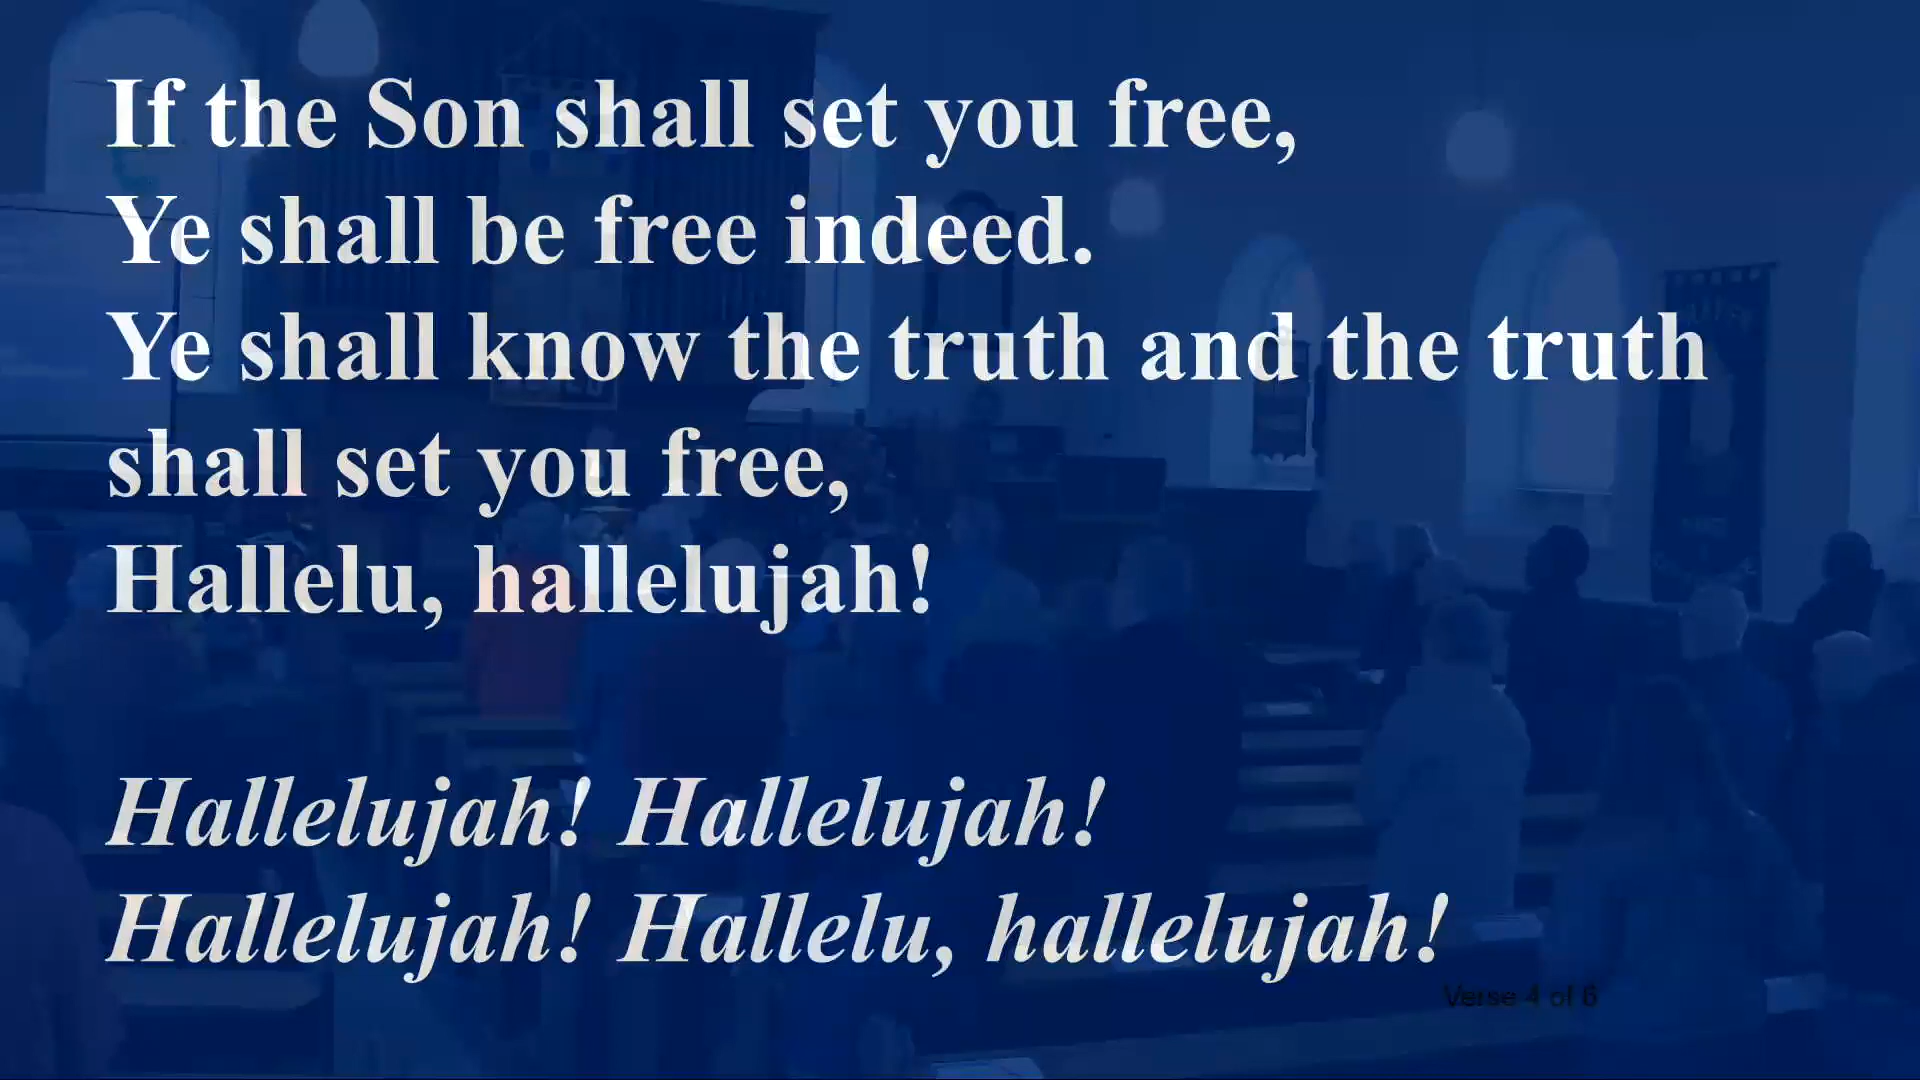 If the Son shall set you free,
Ye shall be free indeed.
Ye shall know the truth and the truth
shall set you free,
Hallelu, hallelujah!
Hallelujah! Hallelujah!
Hallelujah! Hallelu, hallelujah!
Verse 4 of 6